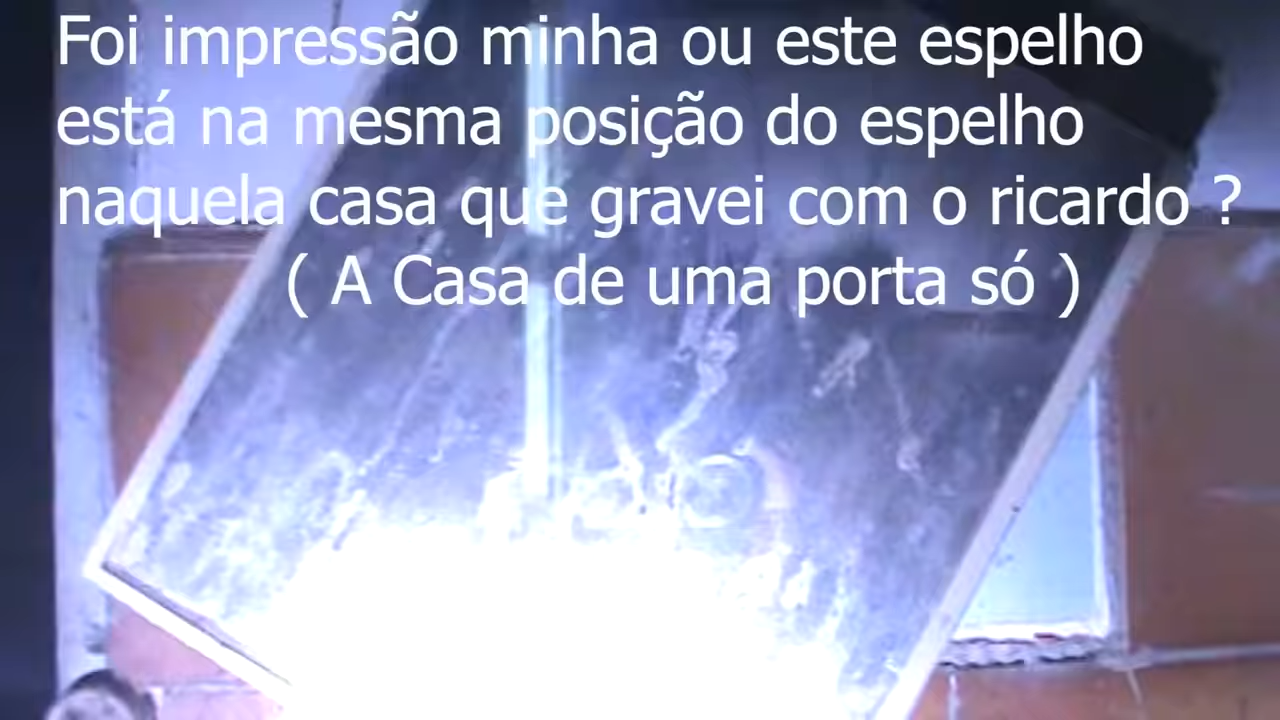 Foi impressão minha ou este espelho
está na mesma posição do espelho
naquela casa que gravei com o ricardo ?
( A Casa de uma porta só )